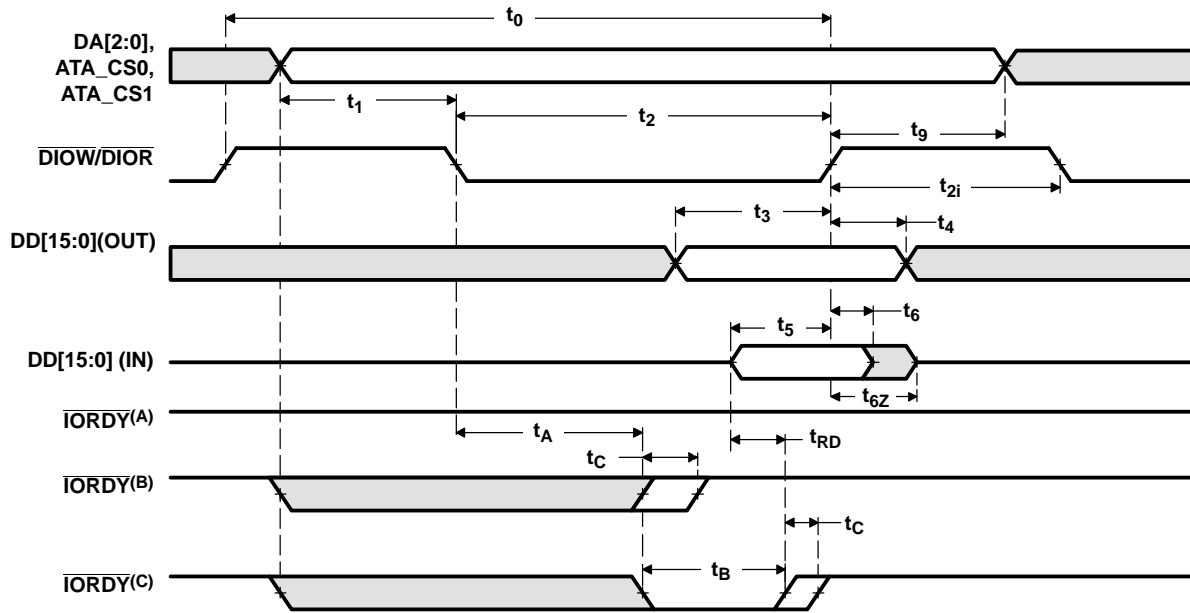 t0
DA[2:0],
ATA_CS0,
ATA_CS1
t1
t2
t9
DIOW/DIOR
t2i
t3
t4
DD[15:0](OUT)
t6
t5
DD[15:0] (IN)
t6Z
IORDY(A)
tA
tRD
tC
IORDY(B)
tC
tB
IORDY(C)